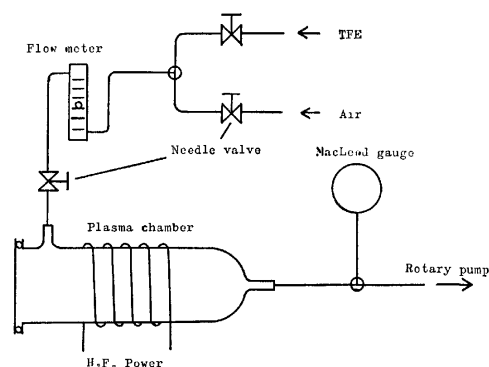 TFE
Flow meter
Air
Needle valve
MacLeod gauge
Plasma chamber
Rotary pump
H.F. Power